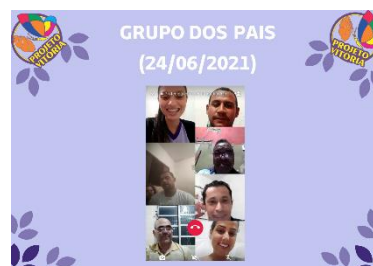 PROJETO
VITÓRIA
GRUPO DOS PAIS
(24/06/2021)
PROJETO
VITÓRIA